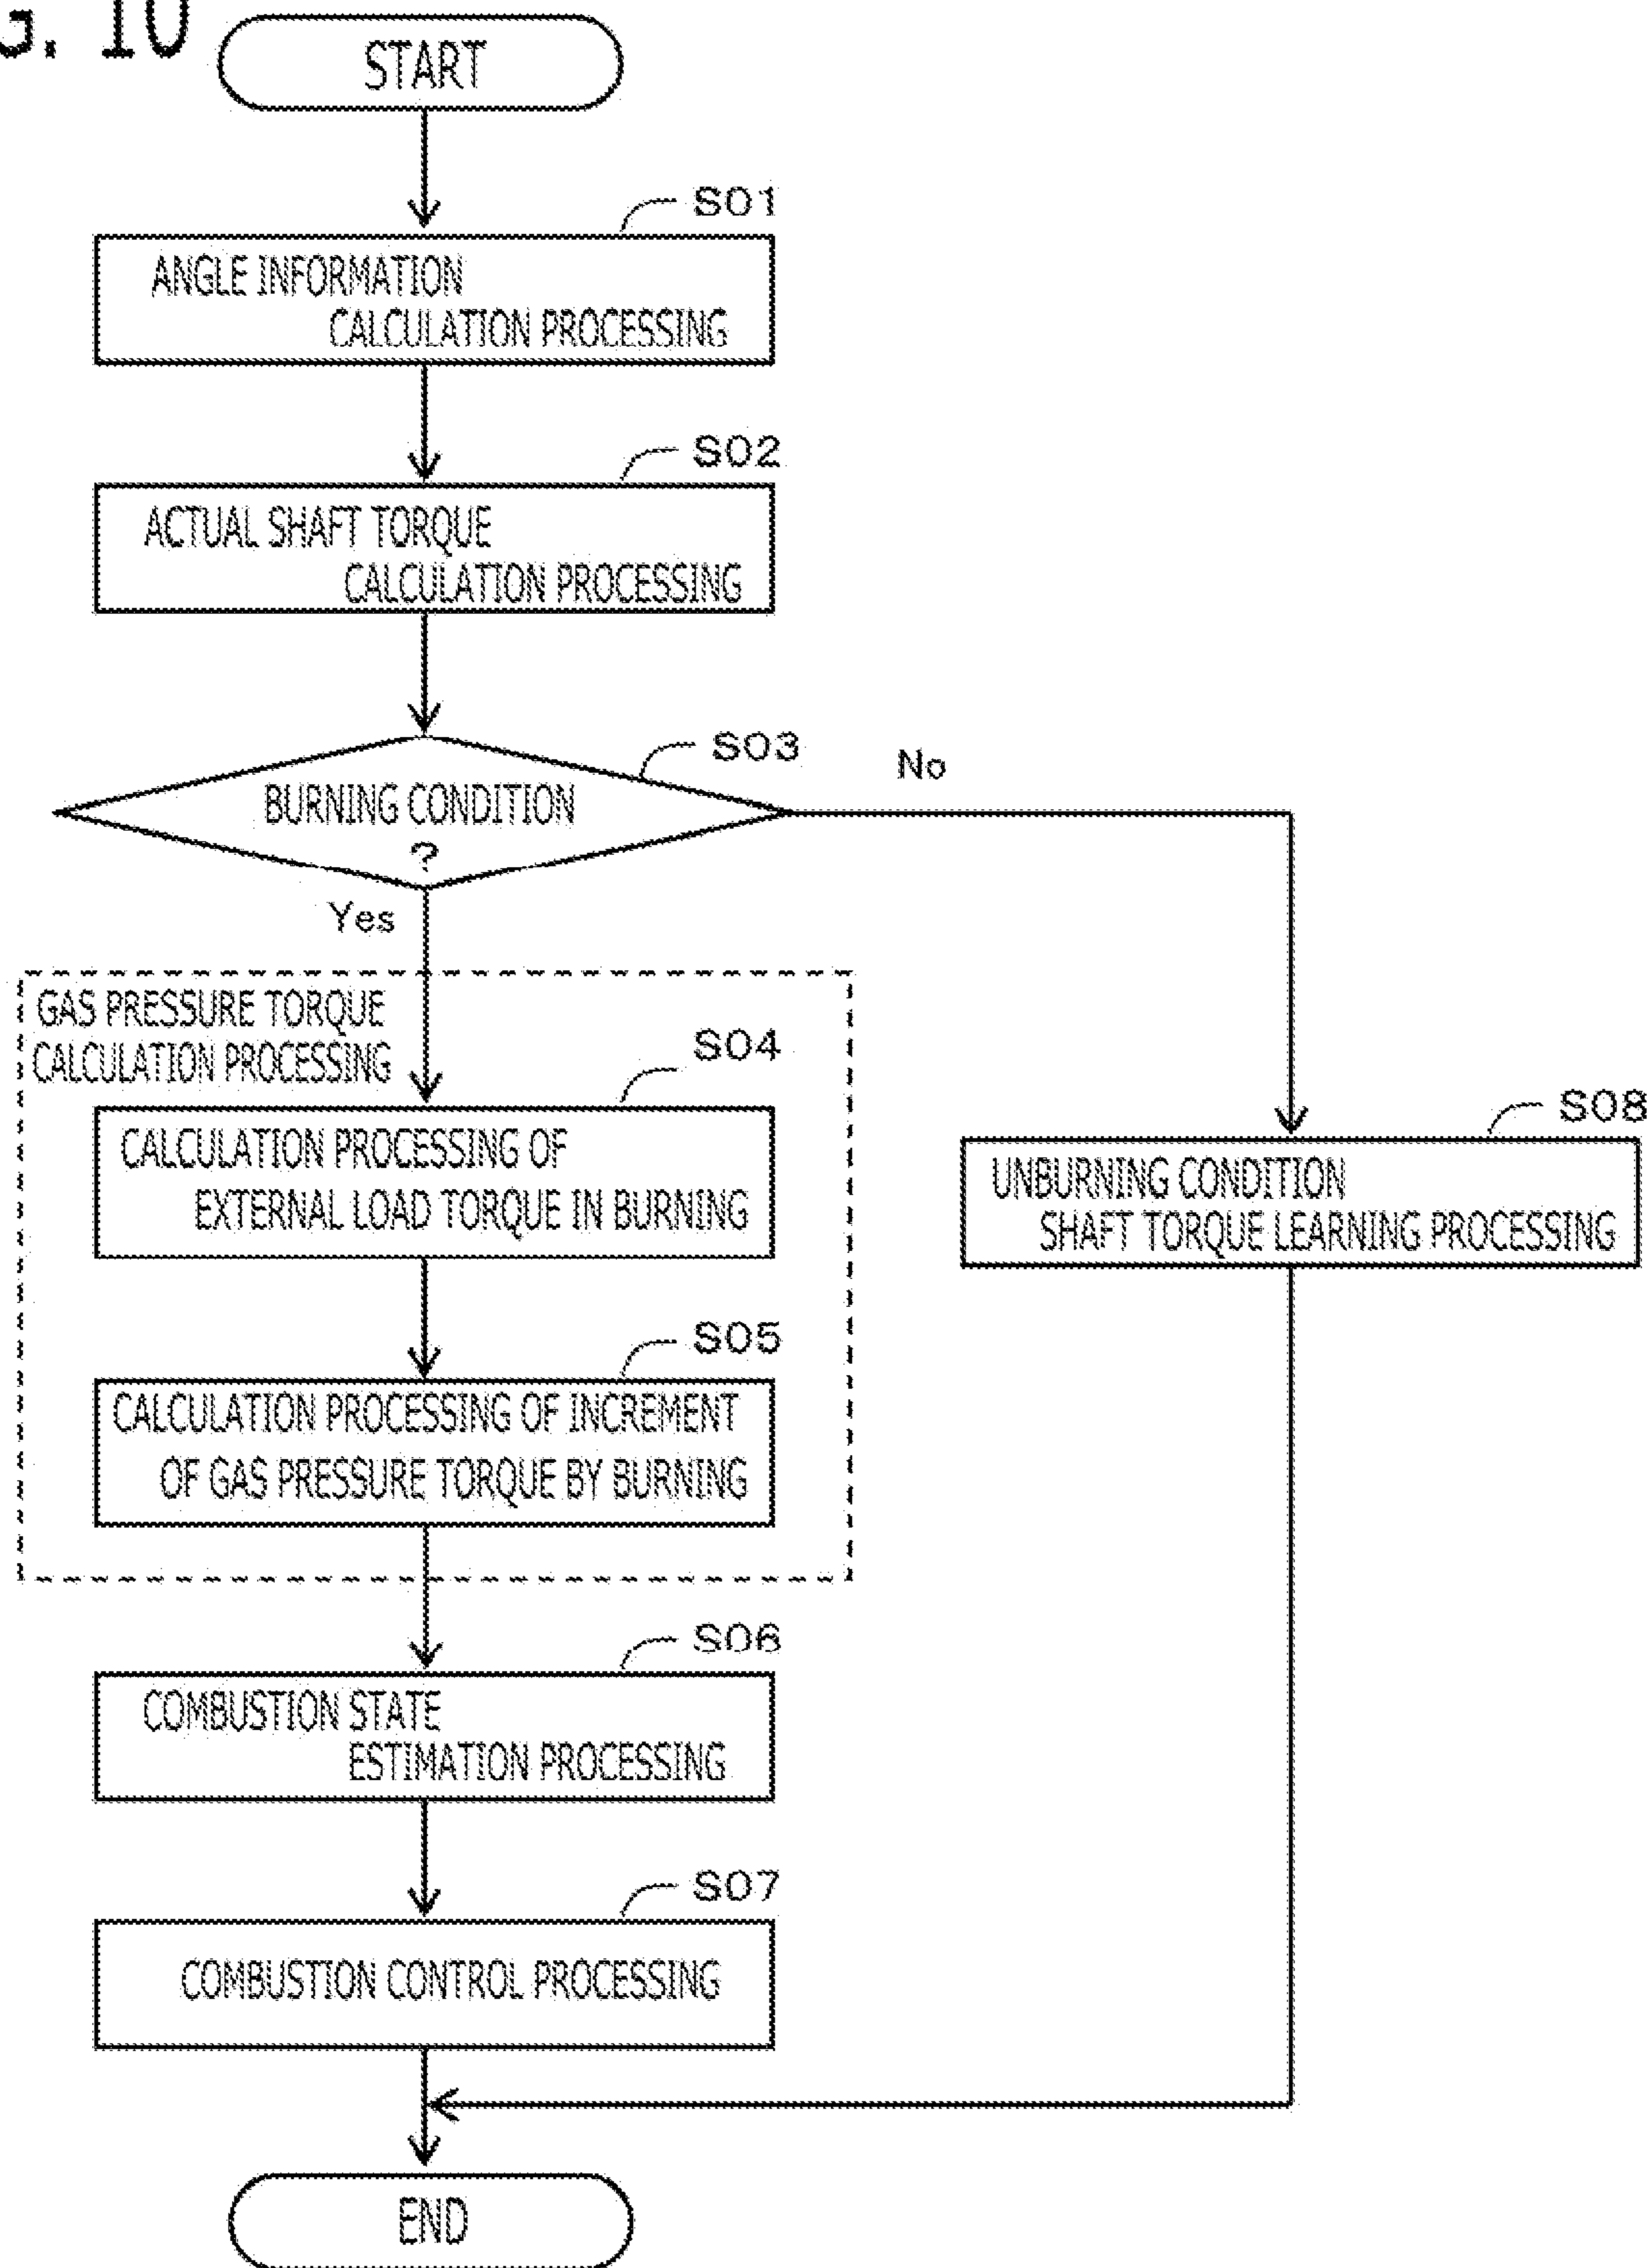 G. 10
START
S01
ANGLE INFORMATION
CALCULATION PROCESSING
S02
ACTUAL SHAFT TORQUE
CALCULATION PROCESSING
S03
BURNING CONDITION
?
No
Yes
GAS PRESSURE TORQUE
CALCULATION PROCESSING
S04
CALCULATION PROCESSING OF
EXTERNAL LOAD TORQUE IN BURNING
S08
UNBURNING CONDITION
SHAFT TORQUE LEARNING PROCESSING
S05
CALCULATION PROCESSING OF INCREMENT
OF GAS PRESSURE TORQUE BY BURNING
S06
COMBUSTION STATE
ESTIMATION PROCESSING
S07
COMBUSTION CONTROL PROCESSING
END